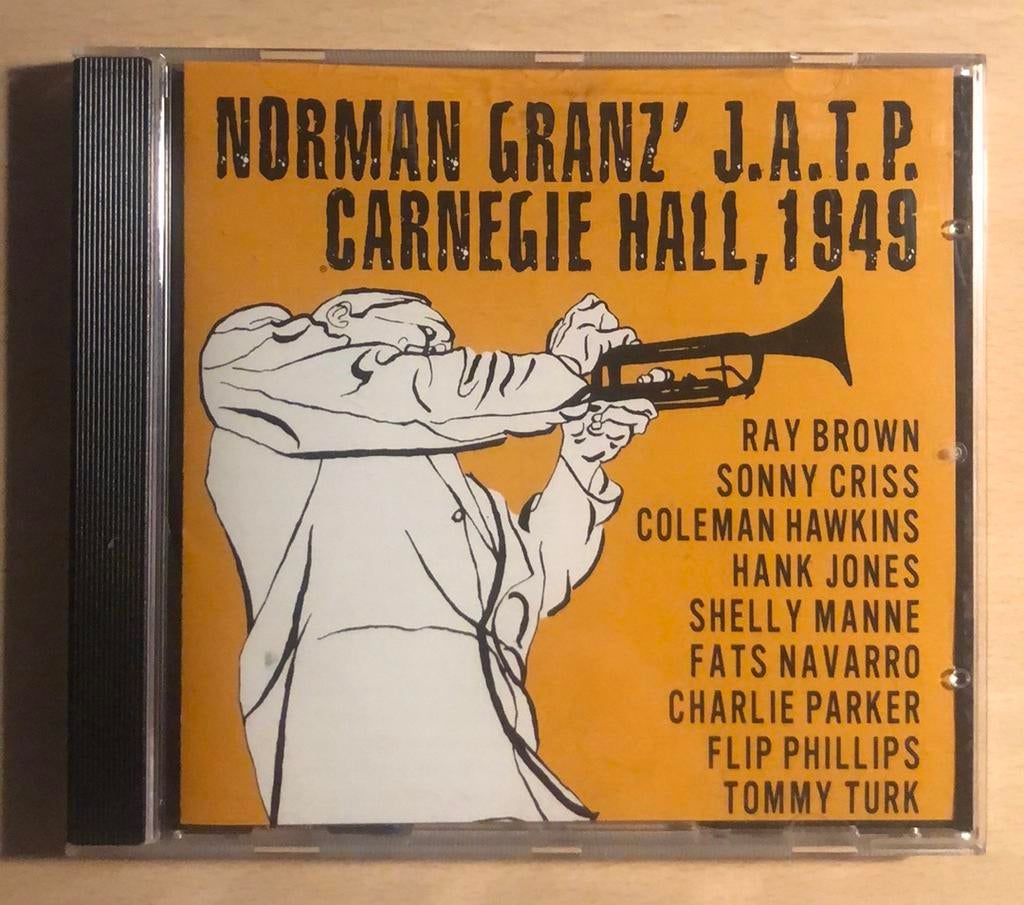 NORMAN GRANZ' J.A.T.P.
CARNEGIE HALL, 1949
RAY BROWN
SONNY CRISS
COLEMAN HAWKINS
HANK JONES
SHELLY MANNE
FATS NAVARRO
CHARLIE PARKER
FLIP PHILLIPS
TOMMY TURK